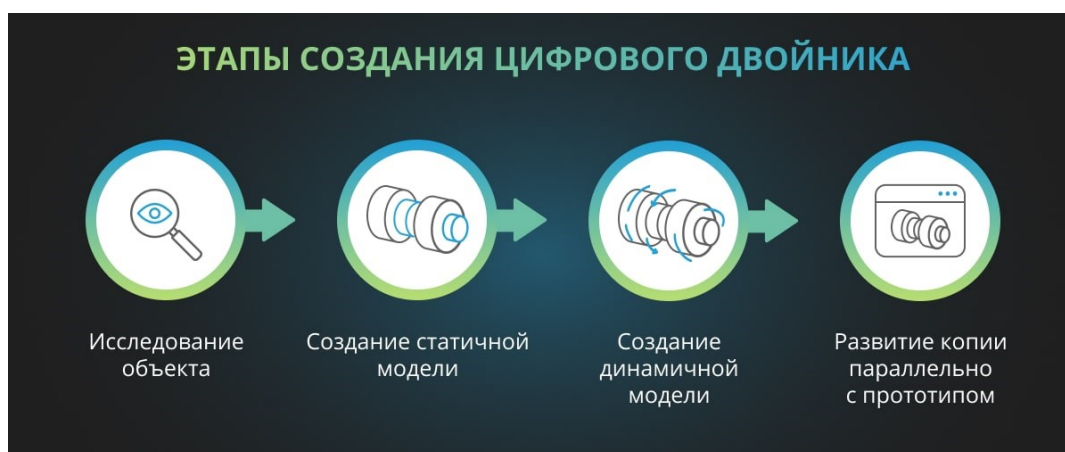 ЭТАПЫ СОЗДАНИЯ ЦИФРОВОГО ДВОЙНИКА
Исследование
объекта
Создание статичной
модели
Создание
динамичной
модели
Развитие копии
параллельно
с прототипом